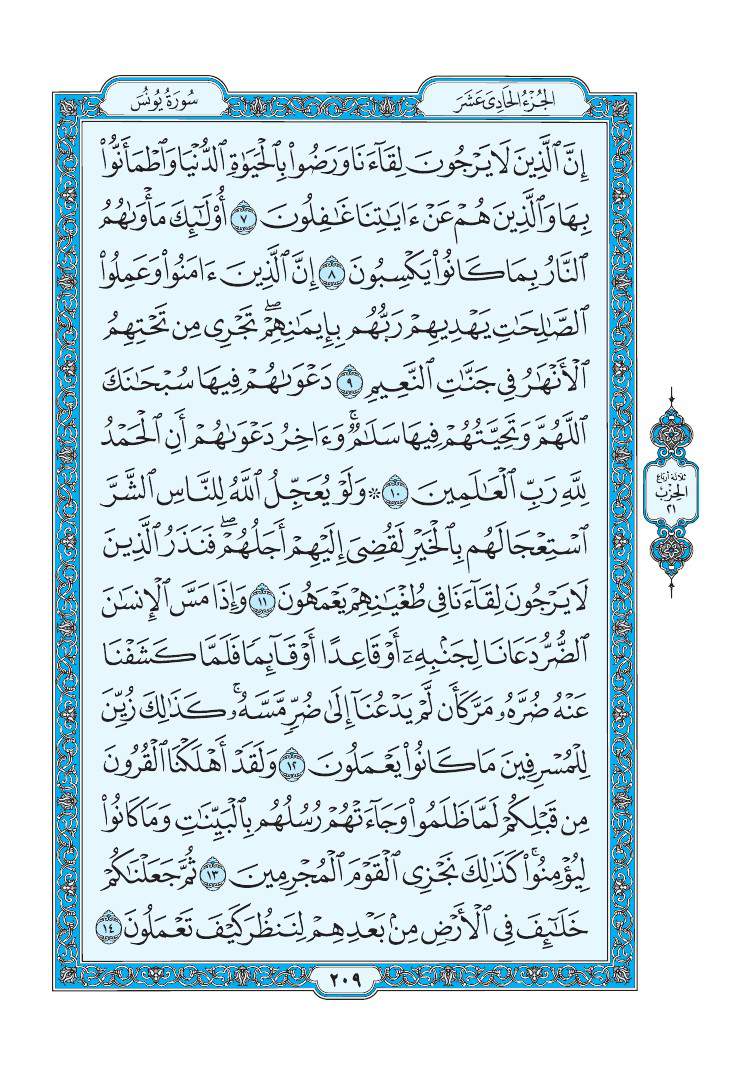 الجُزْءُ الحَادِى عَشَرَ
سُورَةُ يُونُسَ
إِنَّ ٱلَّذِينَ لَا يَرْجُونَ لِقَآءَنَا وَرَضُوا۟ بِٱلْحَيَوٰةِ ٱلدُّنْيَا وَٱطْمَأَنُّوا۟
بِهَا وَٱلَّذِينَ هُمْ عَنْ ءَايَٰتِنَا غَٰفِلُونَ ٧ أُو۟لَٰٓئِكَ مَأْوَىٰهُمُ
ٱلنَّارُ بِمَا كَانُوا۟ يَكْسِبُونَ ٨ إِنَّ ٱلَّذِينَ ءَامَنُوا۟ وَعَمِلُوا۟
ٱلصَّٰلِحَٰتِ يَهْدِيهِمْ رَبُّهُم بِإِيمَٰنِهِمْ ۖ تَجْرِى مِن تَحْتِهِمُ
ٱلْأَنْهَٰرُ فِى جَنَّٰتِ ٱلنَّعِيمِ ٩ دَعْوَىٰهُمْ فِيهَا سُبْحَٰنَكَ
ٱللَّهُمَّ وَتَحِيَّتُهُمْ فِيهَا سَلَٰمٌ ۚ وَءَاخِرُ دَعْوَىٰهُمْ أَنِ ٱلْحَمْدُ
لِلَّهِ رَبِّ ٱلْعَٰلَمِينَ ١٠ ۞ وَلَوْ يُعَجِّلُ ٱللَّهُ لِلنَّاسِ ٱلشَّرَّ
ٱسْتِعْجَالَهُم بِٱلْخَيْرِ لَقُضِىَ إِلَيْهِمْ أَجَلُهُمْ ۖ فَنَذَرُ ٱلَّذِينَ
لَا يَرْجُونَ لِقَآءَنَا فِى طُغْيَٰنِهِمْ يَعْمَهُونَ ١١ وَإِذَا مَسَّ ٱلْإِنسَٰنَ
ٱلضُّرُّ دَعَانَا لِجَنۢبِهِۦٓ أَوْ قَاعِدًا أَوْ قَآئِمًا فَلَمَّا كَشَفْنَا
عَنْهُ ضُرَّهُۥ مَرَّ كَأَن لَّمْ يَدْعُنَآ إِلَىٰ ضُرٍّ مَّسَّهُۥ ۚ كَذَٰلِكَ زُيِّنَ
لِلْمُسْرِفِينَ مَا كَانُوا۟ يَعْمَلُونَ ١٢ وَلَقَدْ أَهْلَكْنَا ٱلْقُرُونَ
مِن قَبْلِكُمْ لَمَّا ظَلَمُوا۟ وَجَآءَتْهُمْ رُسُلُهُم بِٱلْبَيِّنَٰتِ وَمَا كَانُوا۟
لِيُؤْمِنُوا۟ ۚ كَذَٰلِكَ نَجْزِى ٱلْقَوْمَ ٱلْمُجْرِمِينَ ١٣ ثُمَّ جَعَلْنَٰكُمْ
خَلَٰٓئِفَ فِى ٱلْأَرْضِ مِنۢ بَعْدِهِمْ لِنَنظُرَ كَيْفَ تَعْمَلُونَ ١٤
ثلاثة أرباع
الحِزْب
٢١
٢٠٩